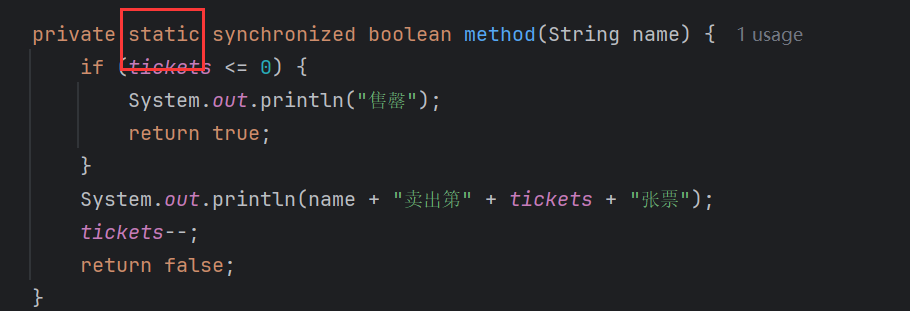 private static synchronized boolean method(String name) { 1 usage
if (tickets <= 0) {
System.out.println("售罄");
return true;
}
System.out.println(name + "卖出第" + tickets + "张票");
tickets--;
return false;
}